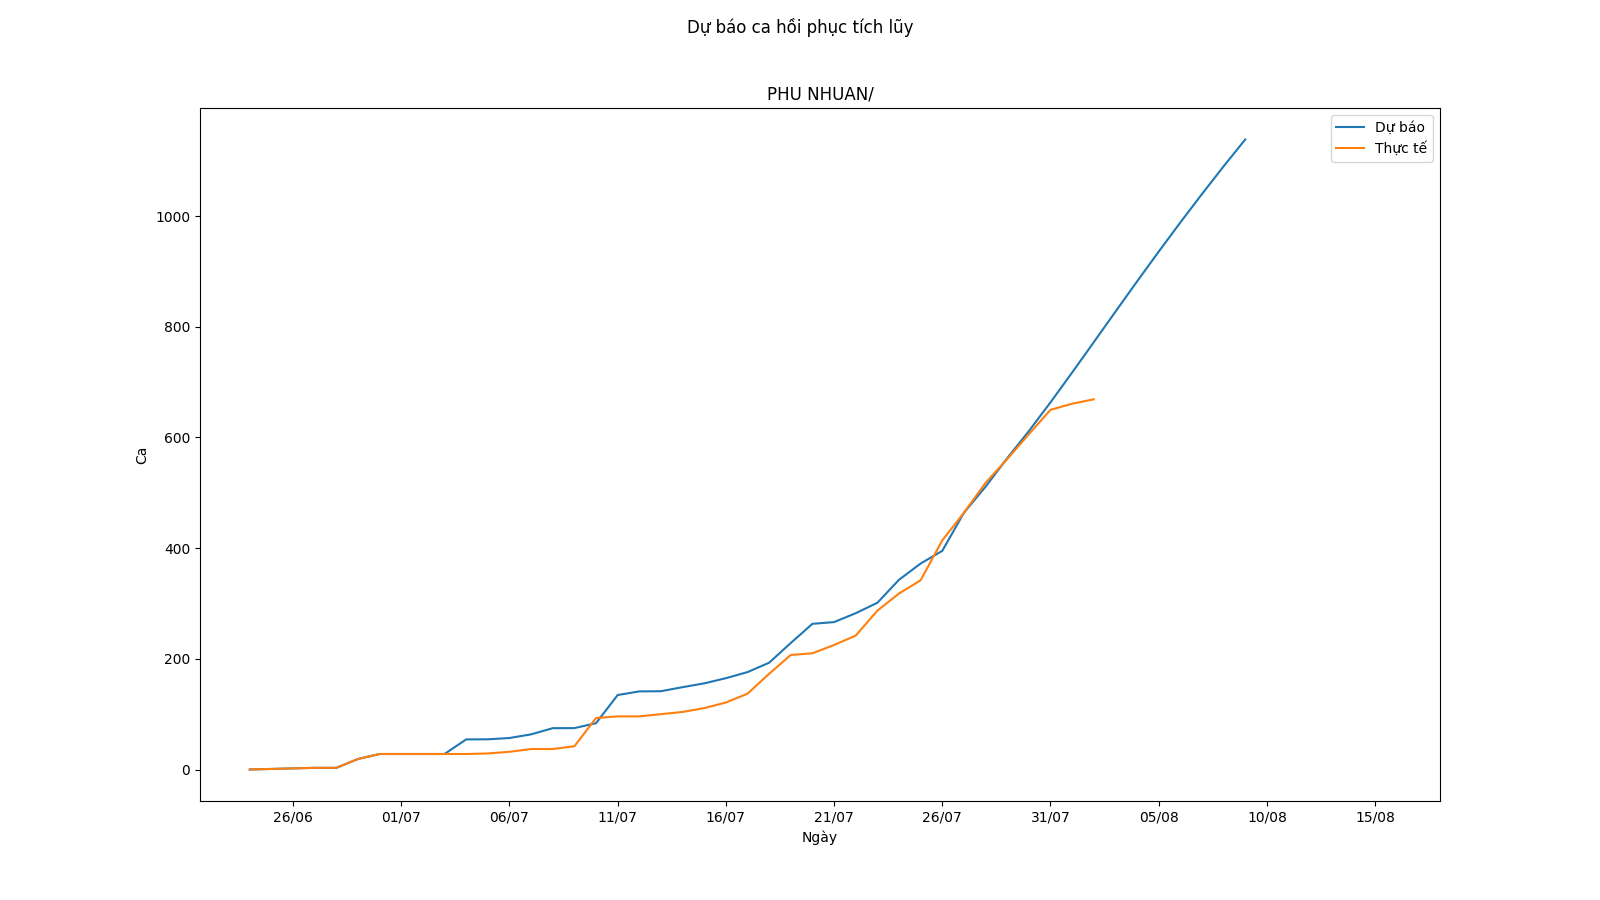 Dự báo ca hồi phục tích lũy
PHU NHUAN/
Dự báo
Thực tế
1000
800
600
400
200
0
Ca
26/06 01/07 06/07 11/07 16/07 21/07 26/07 31/07 05/08 10/08 15/08
Ngày